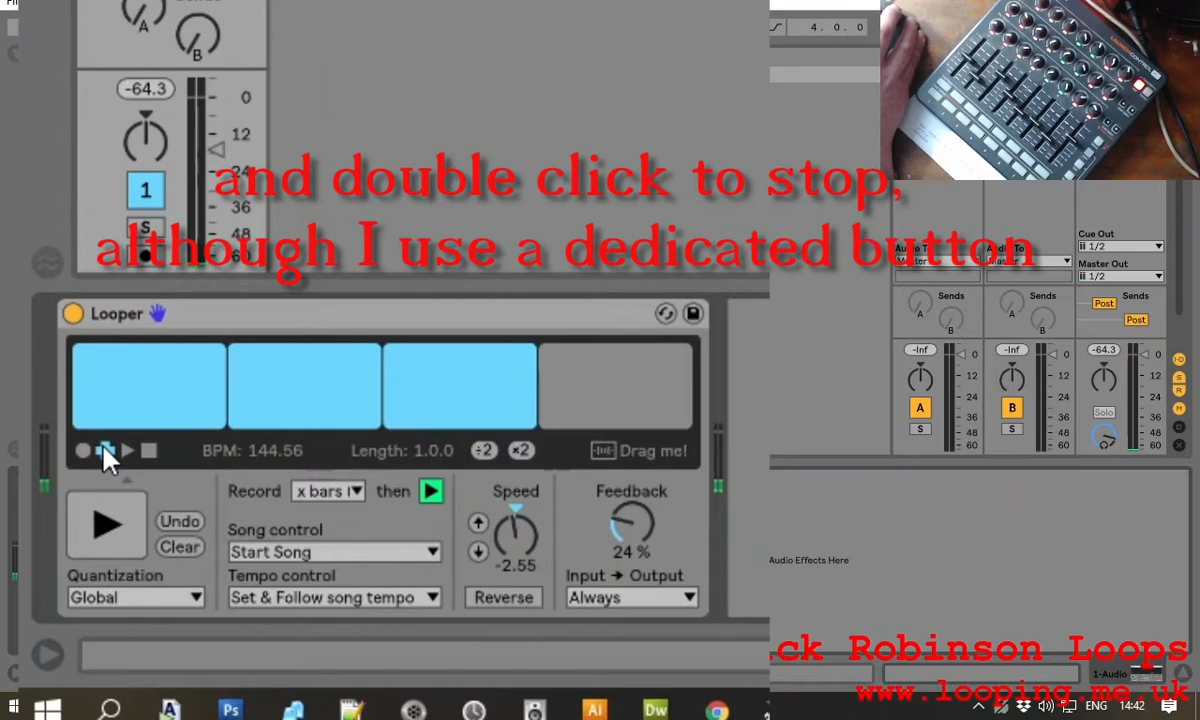 A
B
-64.3
0
12
24
1
36
S
48
60
4. 0. 0
and double click to stop,
although I use a dedicated button
Cue Out
ii 1/2
Master Out
ii 1/2
Sends
Sends
Sends
A
B
A
B
Post
Post
-Inf
-Inf
-64.3
0
12
24
36
48
60
0
12
24
36
48
60
0
12
24
36
48
60
A
B
Solo
S
S
Looper
BPM: 144.56
Length: 1.0.0
÷2
×2
Drag me!
Record
x bars
then
Speed
Feedback
Undo
Clear
Song control
Start Song
-2.55
24 %
Quantization
Tempo control
Input → Output
Global
Set & Follow song tempo
Reverse
Always
Audio Effects Here
ck Robinson Loops
1-Audio
www.looping.me.uk
Ps
Ai
Dw
ENG
14:42